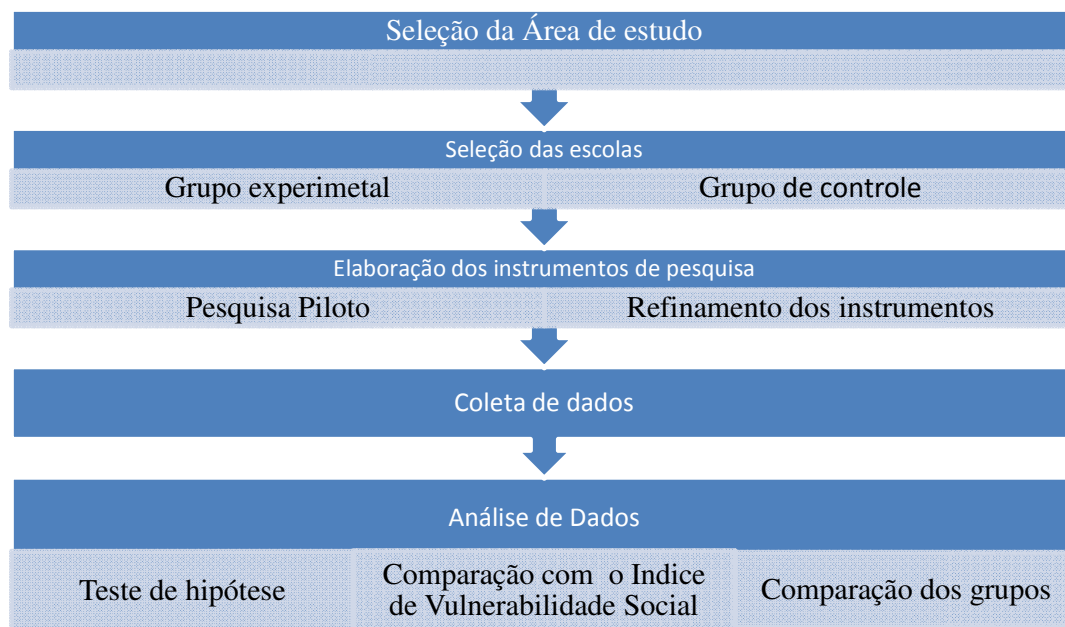 Seleção da Área de estudo
Seleção das escolas
Grupo experimetal
Grupo de controle
Elaboração dos instrumentos de pesquisa
Pesquisa Piloto
Refinamento dos instrumentos
Coleta de dados
Análise de Dados
Teste de hipótese
Comparação com o Indice
de Vulnerabilidade Social
Comparação dos grupos